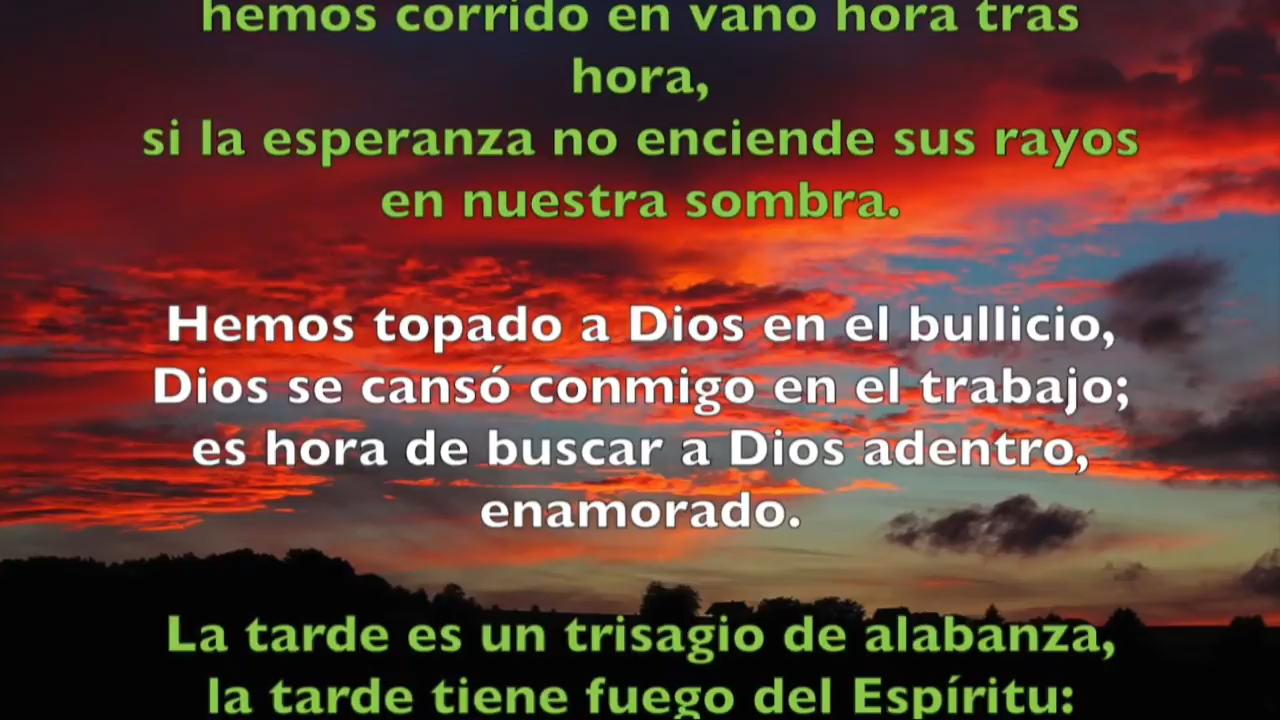 hemos corrido en vano hora tras
hora,
si la esperanza no enciende sus rayos
en nuestra sombra.
Hemos topado a Dios en el bullicio,
Dios se cansó conmigo en el trabajo;
es hora de buscar a Dios adentro,
enamorado.
La tarde es un trisagio de alabanza,
la tarde tiene fuego del Espíritu: